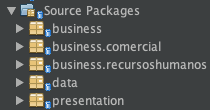 Source Packages
business
business.comercial
business.recursoshumanos
data
presentation